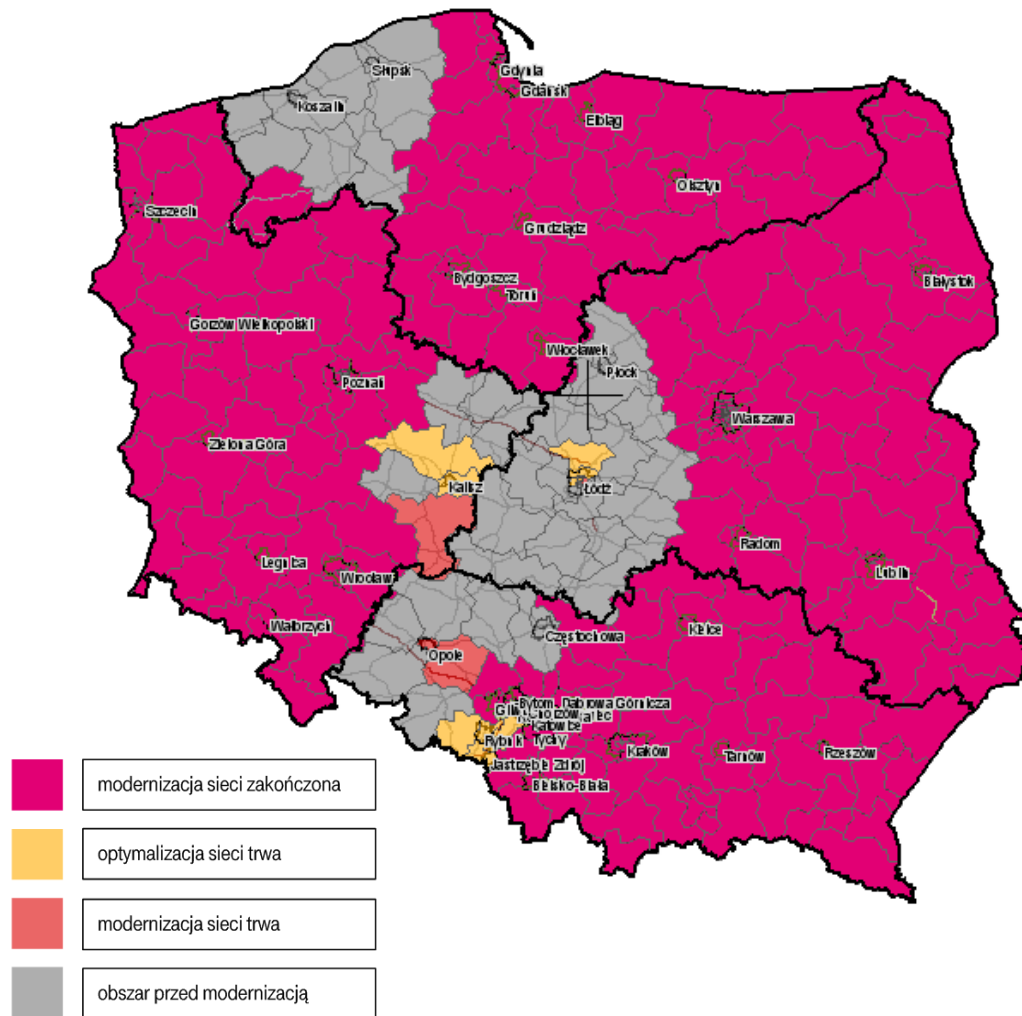 Słupsk
Gdynia
Gdańsk
Koszalin
Elbląg
Olsztyn
Szczecin
Grudziądz
Bydgoszcz
Toruń
Białystok
Gorzów Wielkopolski
Włocławek
Płock
Poznań
Warszawa
Zielona Góra
Kalisz
Łódź
Radom
Legnica
Wrocław
Lublin
Wałbrzych
Częstochowa
Kielce
Opole
Bytom Dąbrowa Górnicza
Chorzów
Katowice
Rybnik Tychy
Kraków
Tarnów
Rzeszów
Jastrzębie Zdrój
Bielsko-Biała
modernizacja sieci zakończona
optymalizacja sieci trwa
modernizacja sieci trwa
obszar przed modernizacją